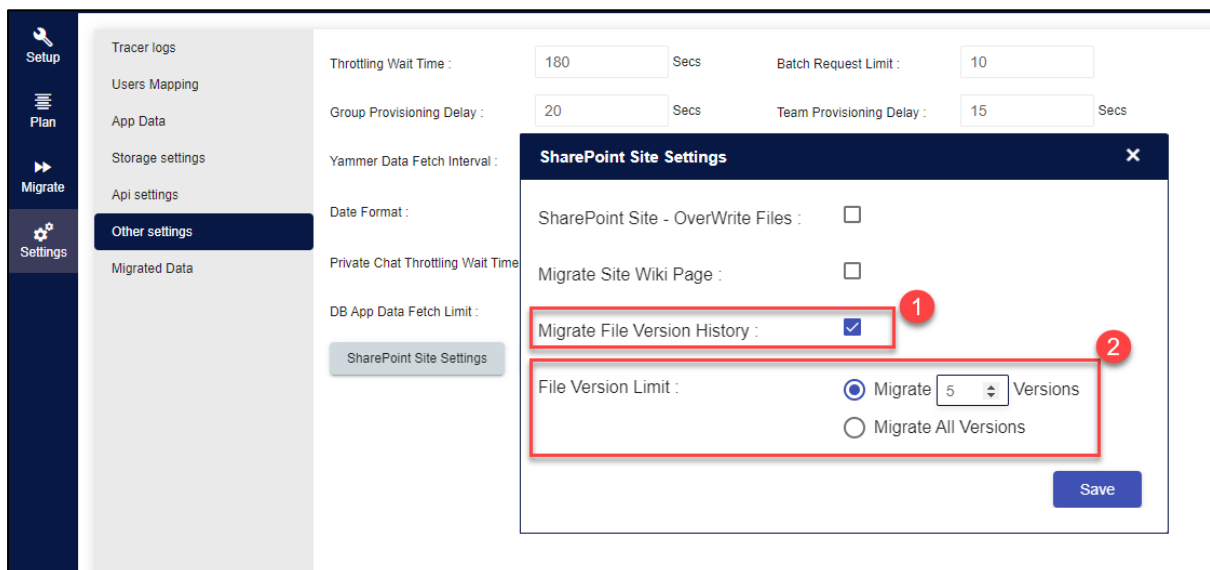 Setup
Plan
Migrate
Settings
Tracer logs
Users Mapping
App Data
Storage settings
Api settings
Other settings
Migrated Data
Throttling Wait Time : 180 Secs Batch Request Limit : 10
Group Provisioning Delay : 20 Secs Team Provisioning Delay : 15 Secs
Yammer Data Fetch Interval :
Date Format :
Private Chat Throttling Wait Time
DB App Data Fetch Limit :
SharePoint Site Settings
SharePoint Site Settings
SharePoint Site - OverWrite Files :
Migrate Site Wiki Page :
1
Migrate File Version History :
2
File Version Limit : Migrate 5 Versions
Migrate All Versions
Save